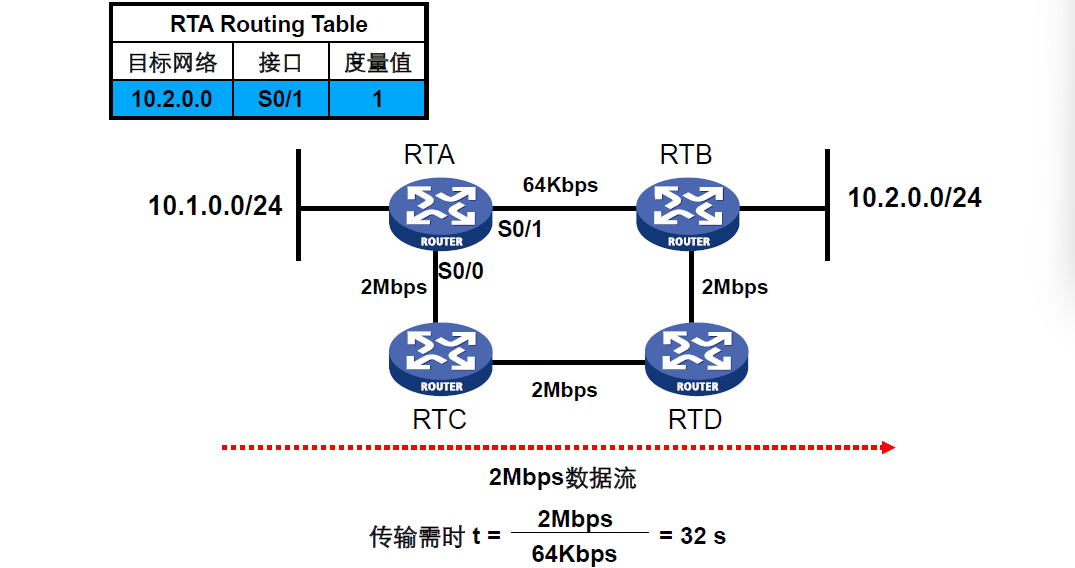 RTA Routing Table
目标网络 接口 度量值
10.2.0.0 S0/1 1
RTA RTB
64Kbps
10.1.0.0/24 10.2.0.0/24
ROUTER S0/1 ROUTER
S0/0
2Mbps 2Mbps
ROUTER ROUTER
2Mbps
RTC RTD
2Mbps数据流
传输需时 t = 2Mbps / 64Kbps = 32 s